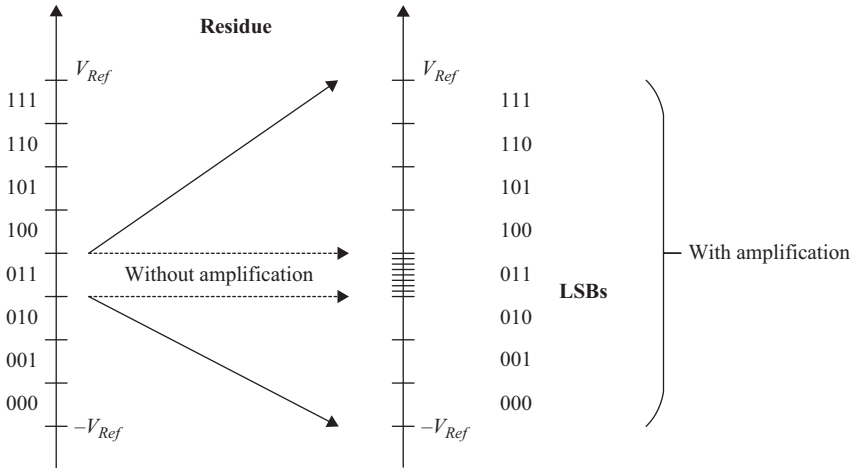 Residue
V_Ref
V_Ref
111
111
110
110
101
101
100
100
With amplification
Without amplification
011
011
LSBs
010
010
001
001
000
000
–V_Ref
–V_Ref